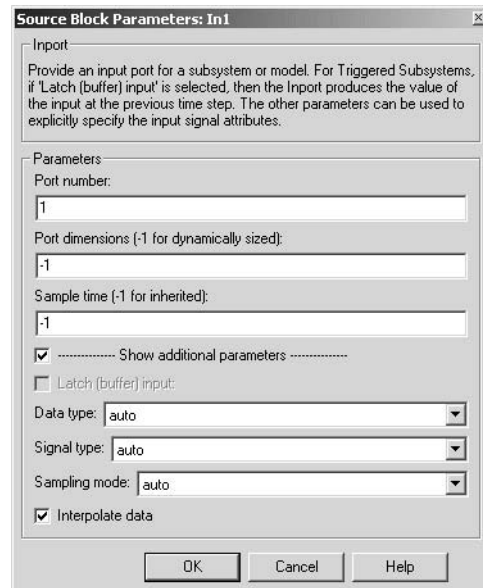 Source Block Parameters: In1
Inport
Provide an input port for a subsystem or model. For Triggered Subsystems,
if 'Latch (buffer) input' is selected, then the Inport produces the value of
the input at the previous time step. The other parameters can be used to
explicitly specify the input signal attributes.
Parameters
Port number:
1
Port dimensions (-1 for dynamically sized):
-1
Sample time (-1 for inherited):
-1
-------------- Show additional parameters --------------
Latch (buffer) input:
Data type: auto
Signal type: auto
Sampling mode: auto
Interpolate data
OK Cancel Help